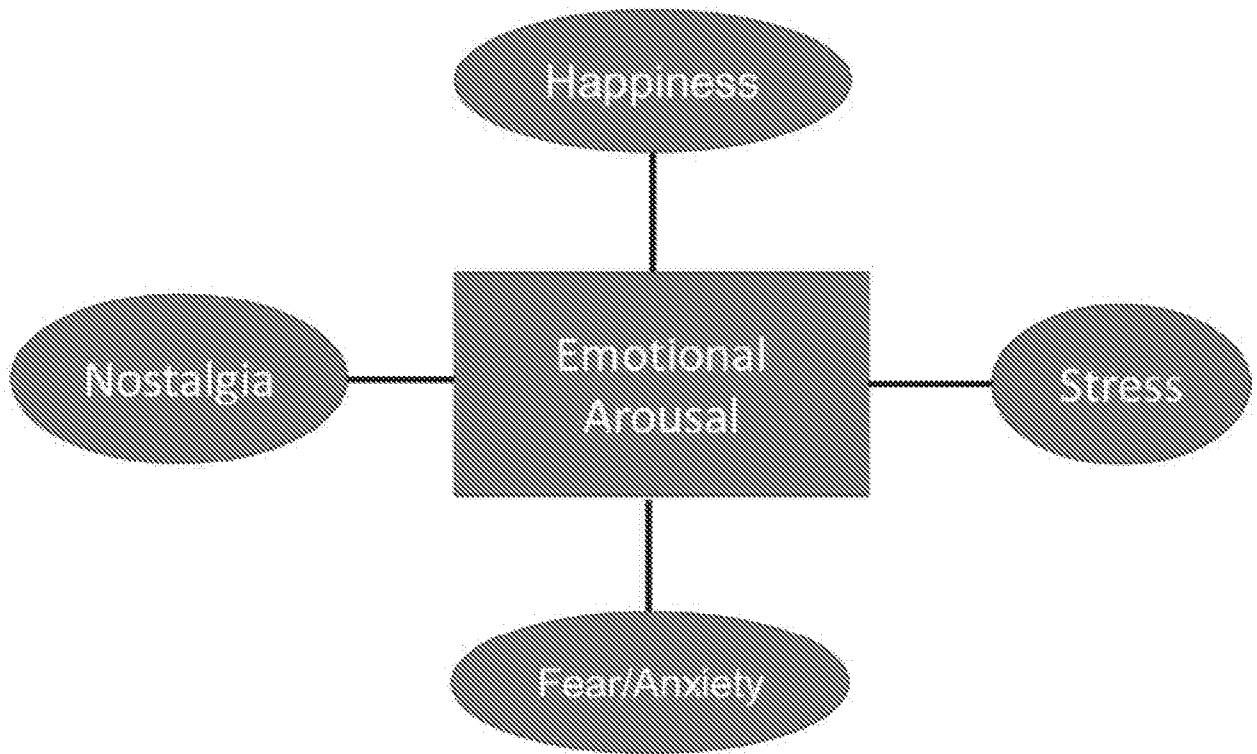 Happiness
Nostalgia
Emotional
Arousal
Stress
Fear/Anxiety